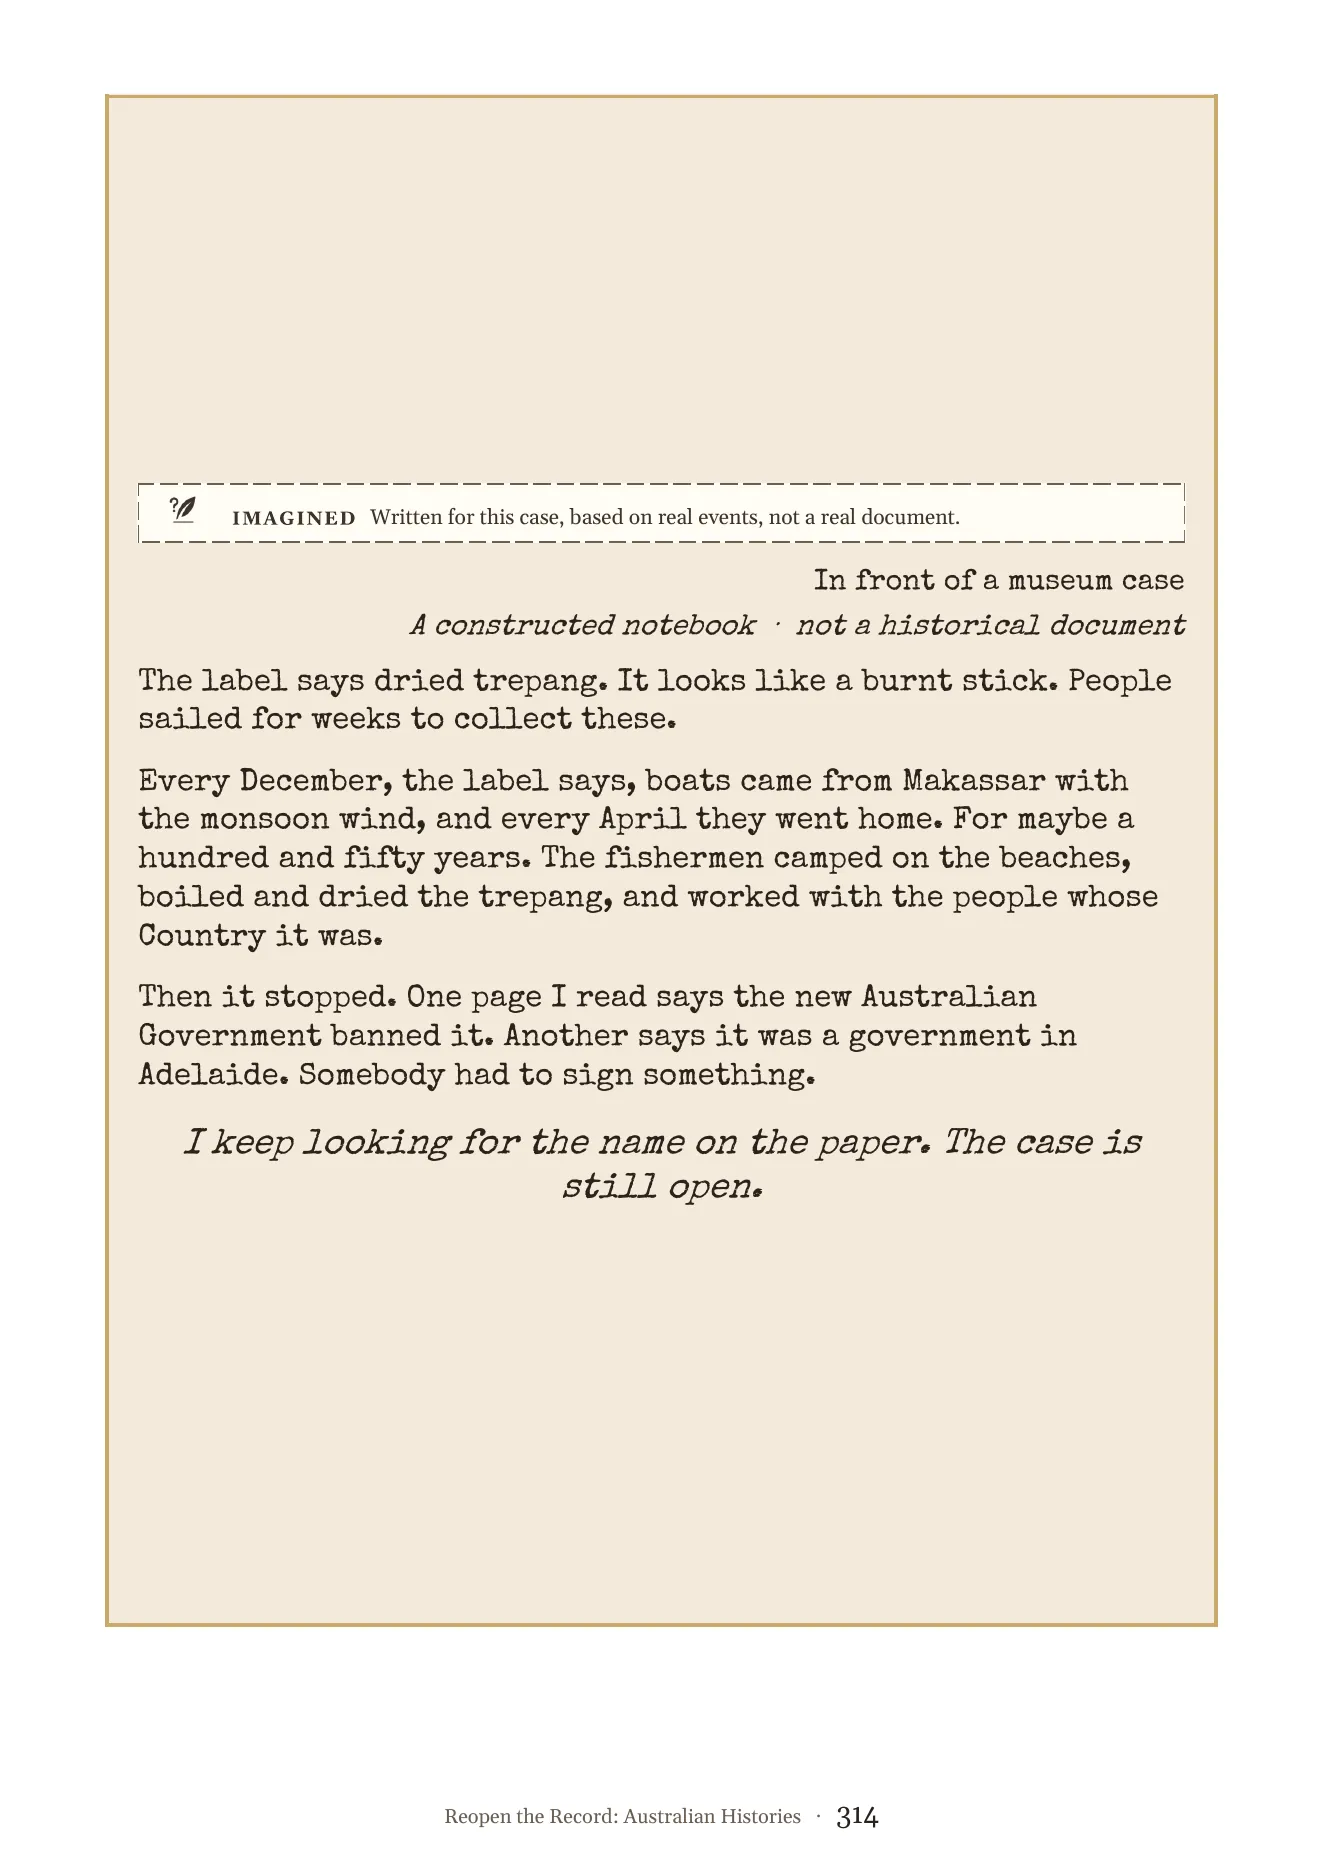 IMAGINED Written for this case, based on real events, not a real document.
In front of a museum case
A constructed notebook · not a historical document
The label says dried trepang. It looks like a burnt stick. People
sailed for weeks to collect these.
Every December, the label says, boats came from Makassar with
the monsoon wind, and every April they went home. For maybe a
hundred and fifty years. The fishermen camped on the beaches,
boiled and dried the trepang, and worked with the people whose
Country it was.
Then it stopped. One page I read says the new Australian
Government banned it. Another says it was a government in
Adelaide. Somebody had to sign something.
I keep looking for the name on the paper. The case is
still open.
Reopen the Record: Australian Histories · 314